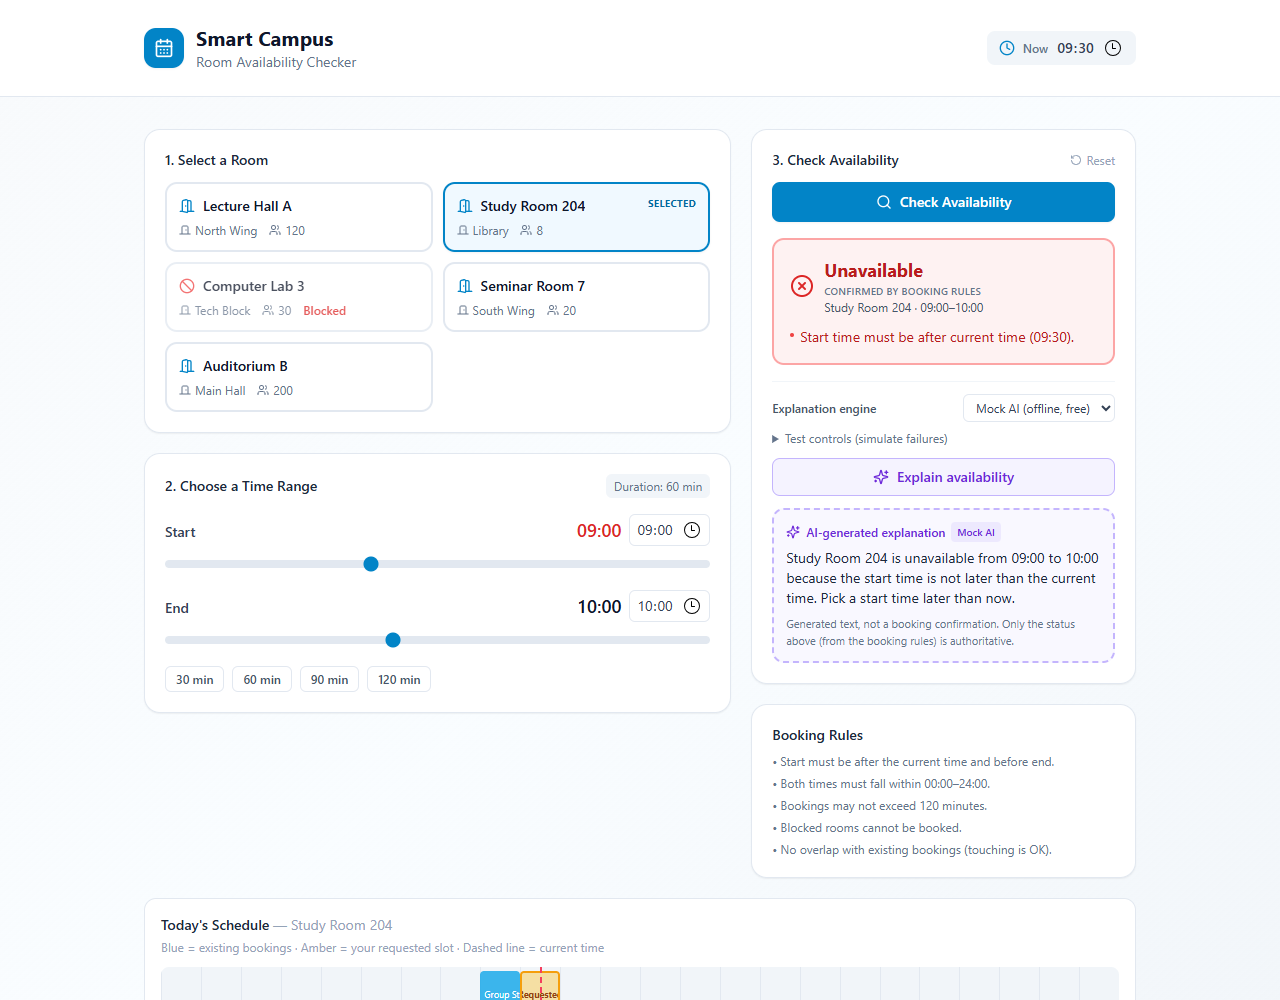 Smart Campus
Room Availability Checker
Now 09:30
1. Select a Room
Lecture Hall A
North Wing 120
Study Room 204 SELECTED
Library 8
Computer Lab 3
Tech Block 30 Blocked
Seminar Room 7
South Wing 20
Auditorium B
Main Hall 200
2. Choose a Time Range Duration: 60 min
Start 09:00 09:00
End 10:00 10:00
30 min 60 min 90 min 120 min
3. Check Availability Reset
Check Availability
Unavailable
CONFIRMED BY BOOKING RULES
Study Room 204 · 09:00–10:00
• Start time must be after current time (09:30).
Explanation engine Mock AI (offline, free)
Test controls (simulate failures)
Explain availability
AI-generated explanation Mock AI
Study Room 204 is unavailable from 09:00 to 10:00
because the start time is not later than the current
time. Pick a start time later than now.
Generated text, not a booking confirmation. Only the status
above (from the booking rules) is authoritative.
Booking Rules
• Start must be after the current time and before end.
• Both times must fall within 00:00–24:00.
• Bookings may not exceed 120 minutes.
• Blocked rooms cannot be booked.
• No overlap with existing bookings (touching is OK).
Today's Schedule — Study Room 204
Blue = existing bookings · Amber = your requested slot · Dashed line = current time
Group St Requested